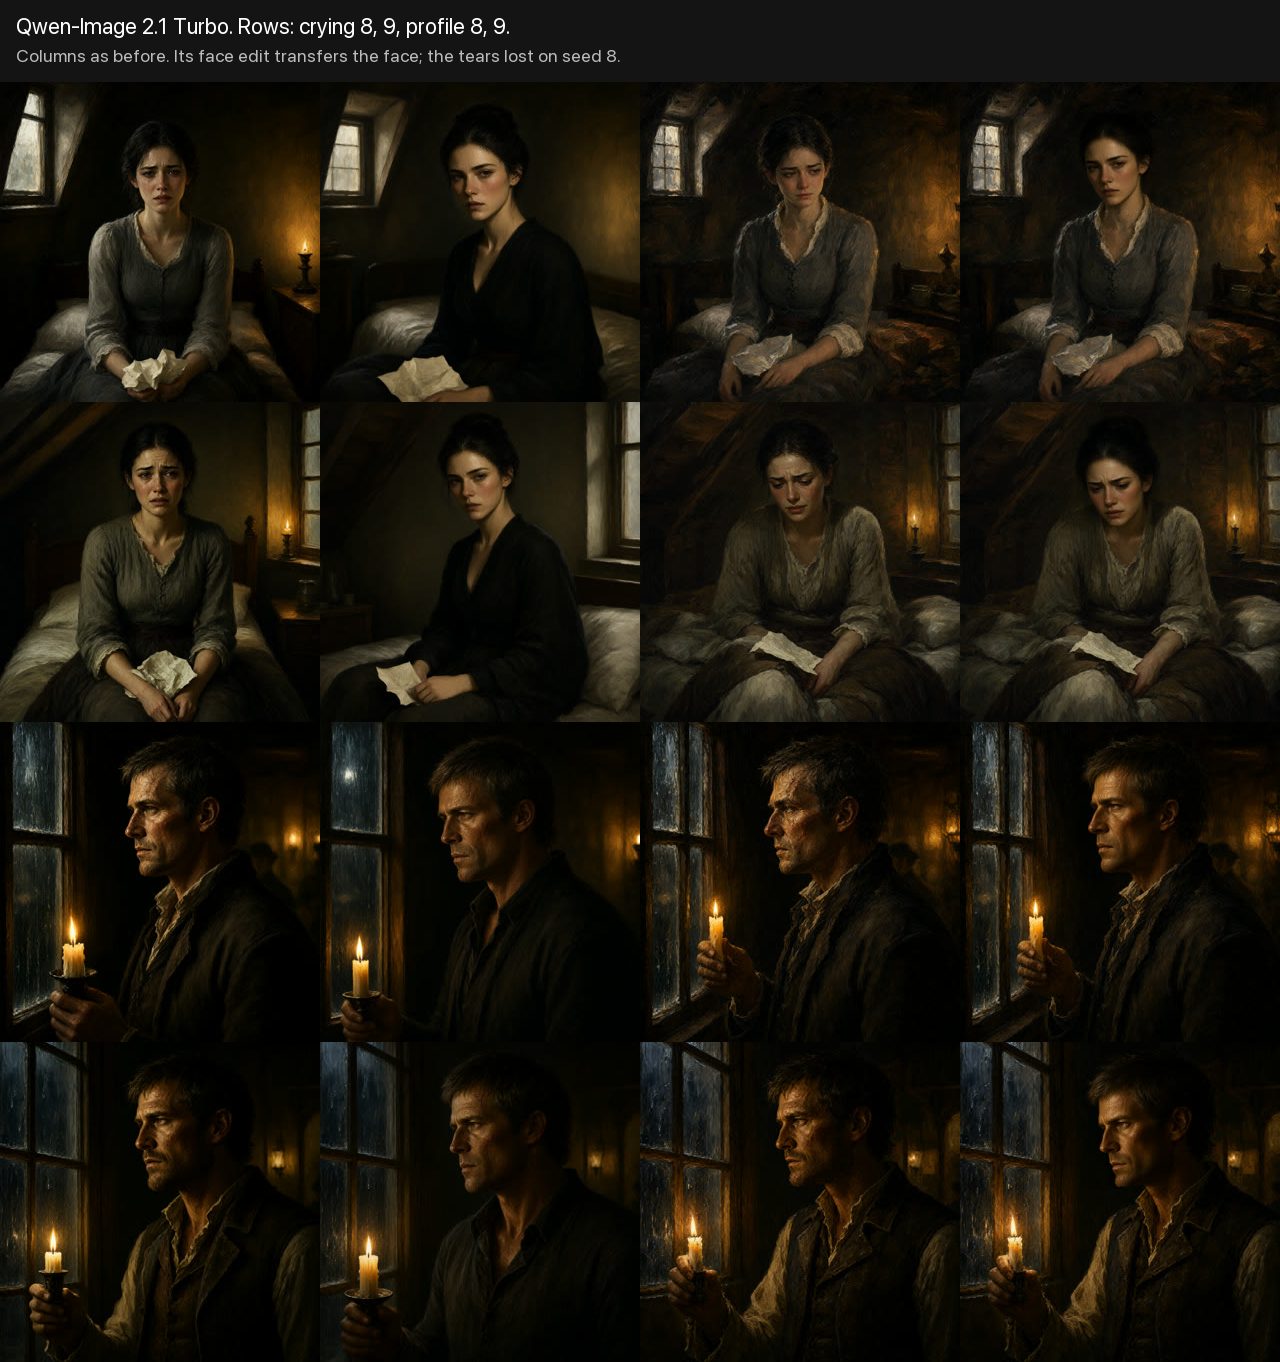 Qwen-Image 2.1 Turbo. Rows: crying 8, 9, profile 8, 9.
Columns as before. Its face edit transfers the face; the tears lost on seed 8.